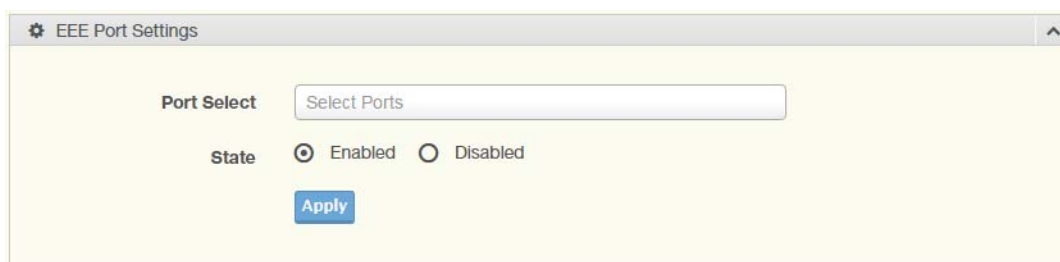 EEE Port Settings
Port Select Select Ports
State Enabled Disabled
Apply